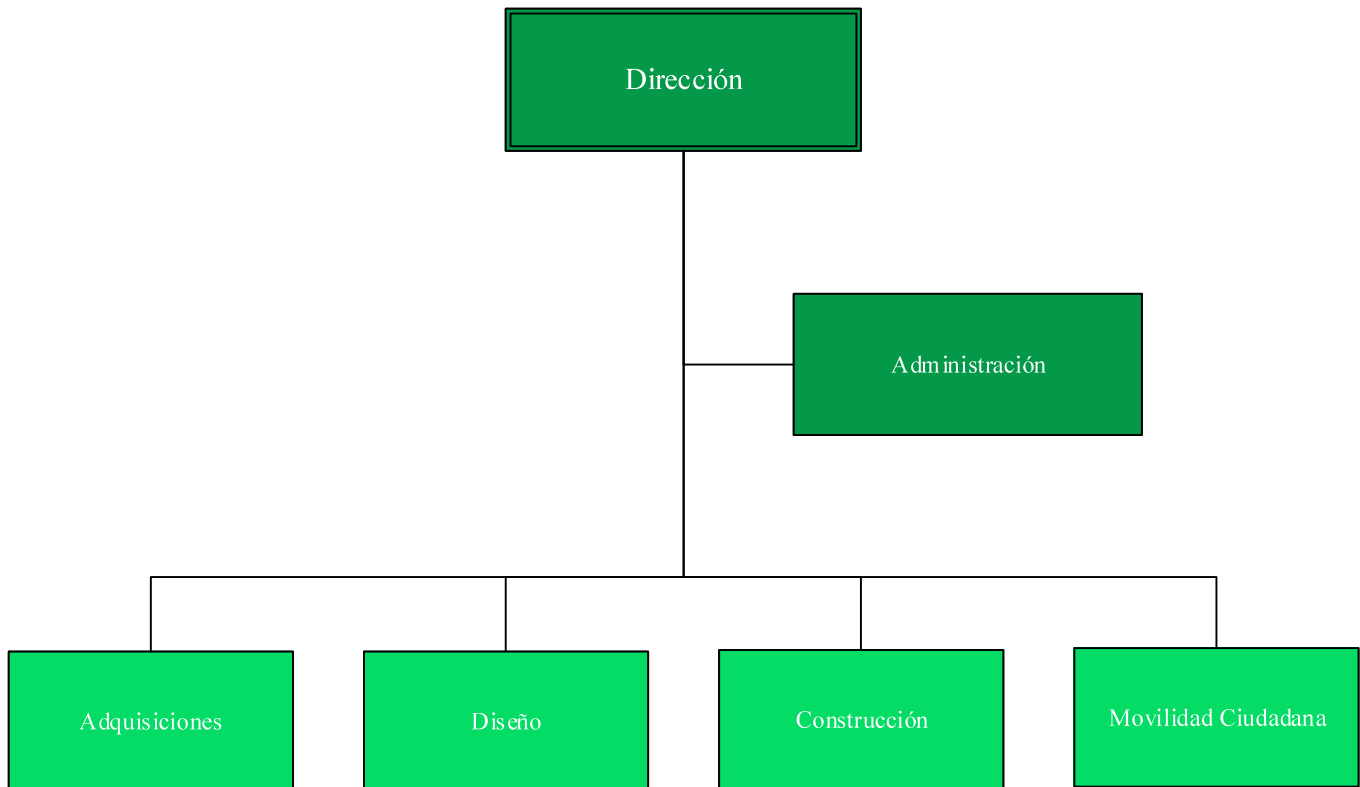 Dirección
Administración
Adquisiciones
Diseño
Construcción
Movilidad Ciudadana